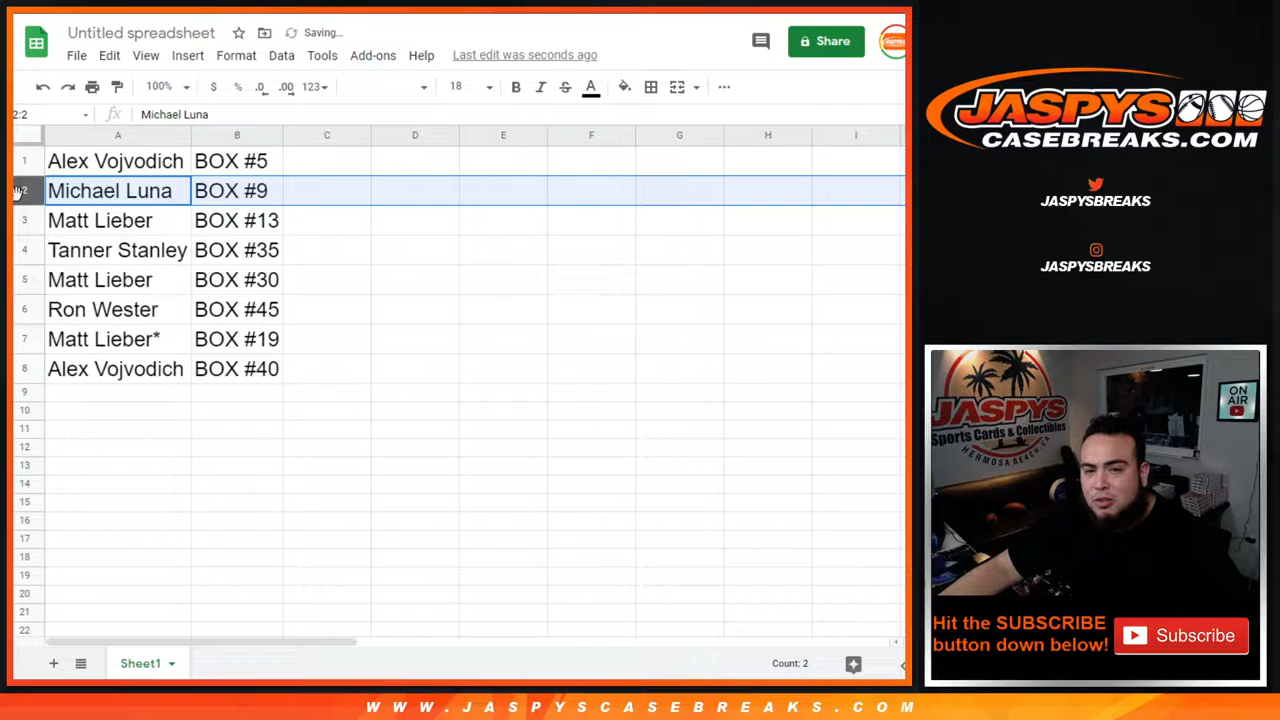 Untitled spreadsheet
Saving...
File Edit View Insert Format Data Tools Add-ons Help Last edit was seconds ago
Share
100% $ % .0 .00 123 18 B I S A
2:2 fx Michael Luna
A B C D E F G H I
1 Alex Vojvodich BOX #5
2 Michael Luna BOX #9
3 Matt Lieber BOX #13
4 Tanner Stanley BOX #35
5 Matt Lieber BOX #30
6 Ron Wester BOX #45
7 Matt Lieber* BOX #19
8 Alex Vojvodich BOX #40
9
10
11
12
13
14
15
16
17
18
19
20
21
22
Sheet1
Count: 2
JASPYS
CASEBREAKS.COM
JASPYSBREAKS
JASPYSBREAKS
JASPYS
Sports Cards & Collectibles
HERMOSA BEACH, CA
ON
AIR
Hit the SUBSCRIBE
button down below!
Subscribe
WWW.JASPYSCASEBREAKS.COM